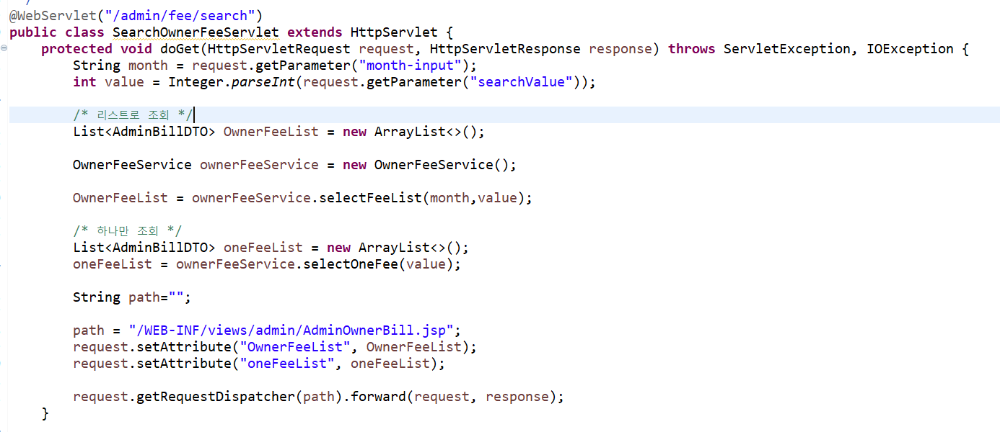 @WebServlet("/admin/fee/search")
public class SearchOwnerFeeServlet extends HttpServlet {
    protected void doGet(HttpServletRequest request, HttpServletResponse response) throws ServletException, IOException {
        String month = request.getParameter("month-input");
        int value = Integer.parseInt(request.getParameter("searchValue"));
        /* 리스트로 조회 */
        List<AdminBillDTO> OwnerFeeList = new ArrayList<>();
        OwnerFeeService ownerFeeService = new OwnerFeeService();
        OwnerFeeList = ownerFeeService.selectFeeList(month,value);
        /* 하나만 조회 */
        List<AdminBillDTO> oneFeeList = new ArrayList<>();
        oneFeeList = ownerFeeService.selectOneFee(value);
        String path="";
        path = "/WEB-INF/views/admin/AdminOwnerBill.jsp";
        request.setAttribute("OwnerFeeList", OwnerFeeList);
        request.setAttribute("oneFeeList", oneFeeList);
        request.getRequestDispatcher(path).forward(request, response);
    }